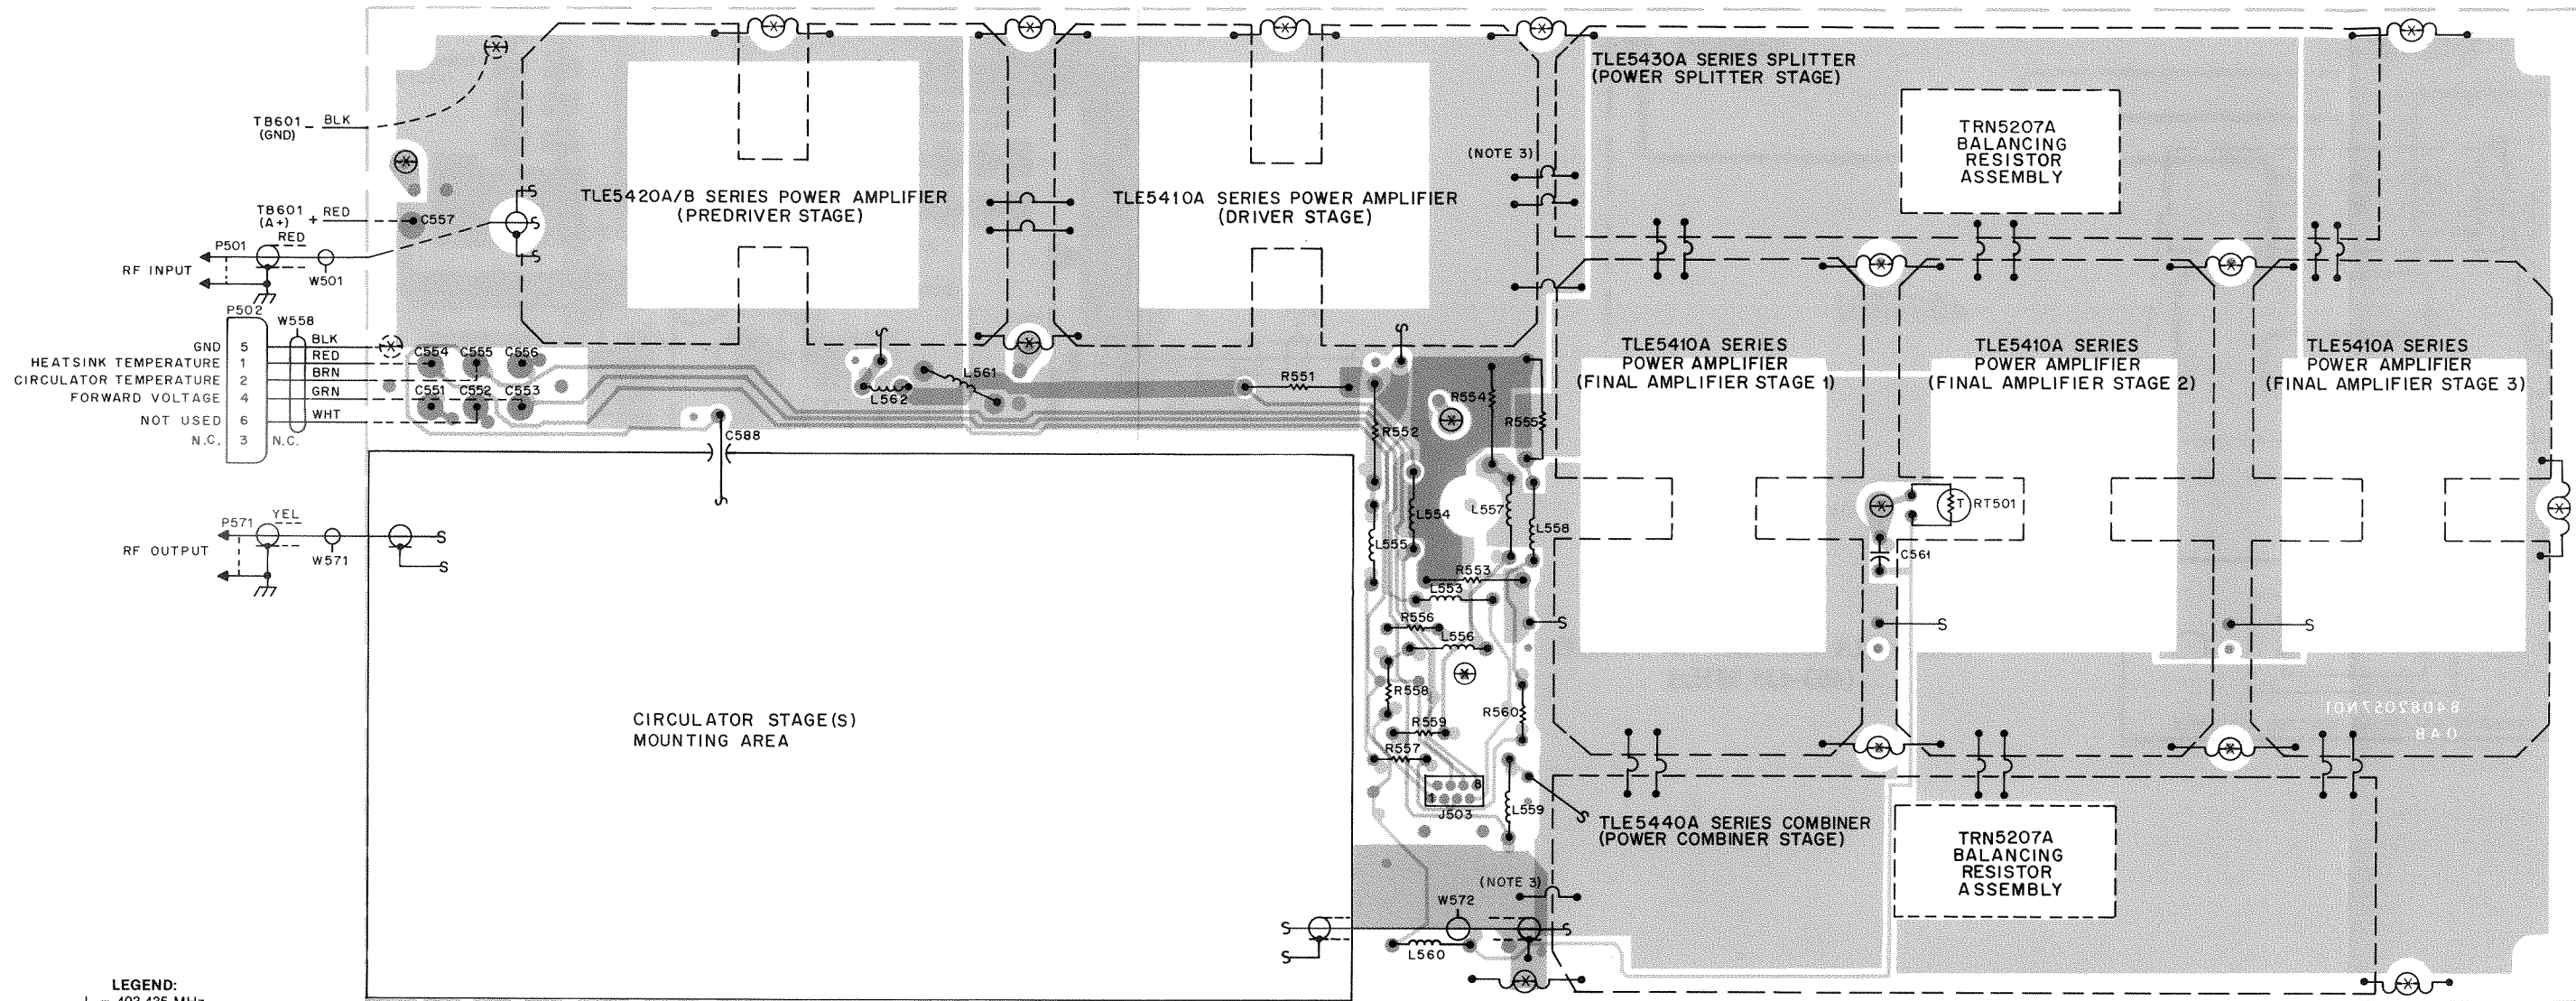 TLE5430A SERIES SPLITTER
(POWER SPLITTER STAGE)
TB601
(GND)
BLK
TRN5207A
BALANCING
RESISTOR
ASSEMBLY
(NOTE 3)
TLE5420A/B SERIES POWER AMPLIFIER
(PREDRIVER STAGE)
TLE5410A SERIES POWER AMPLIFIER
(DRIVER STAGE)
TB601
(A+)
+ RED
C557
P501
RED
RF INPUT
W501
P502
W558
GND 5 BLK
HEATSINK TEMPERATURE 1 RED
CIRCULATOR TEMPERATURE 2 BRN
FORWARD VOLTAGE 4 GRN
NOT USED 6 WHT
N.C. 3 N.C.
C554 C555 C556
C551 C552 C553
L562
L561
R551
R554
R555
R552
TLE5410A SERIES
POWER AMPLIFIER
(FINAL AMPLIFIER STAGE 1)
TLE5410A SERIES
POWER AMPLIFIER
(FINAL AMPLIFIER STAGE 2)
TLE5410A SERIES
POWER AMPLIFIER
(FINAL AMPLIFIER STAGE 3)
C588
P571
YEL
RF OUTPUT
W571
L554
L557
L558
L555
T
RT501
C561
R553
L553
R556
L556
R558
R559
R560
R557
1 8
J503
L559
CIRCULATOR STAGE(S)
MOUNTING AREA
84D82057N01
04B
TLE5440A SERIES COMBINER
(POWER COMBINER STAGE)
TRN5207A
BALANCING
RESISTOR
ASSEMBLY
(NOTE 3)
W572
L560
LEGEND: